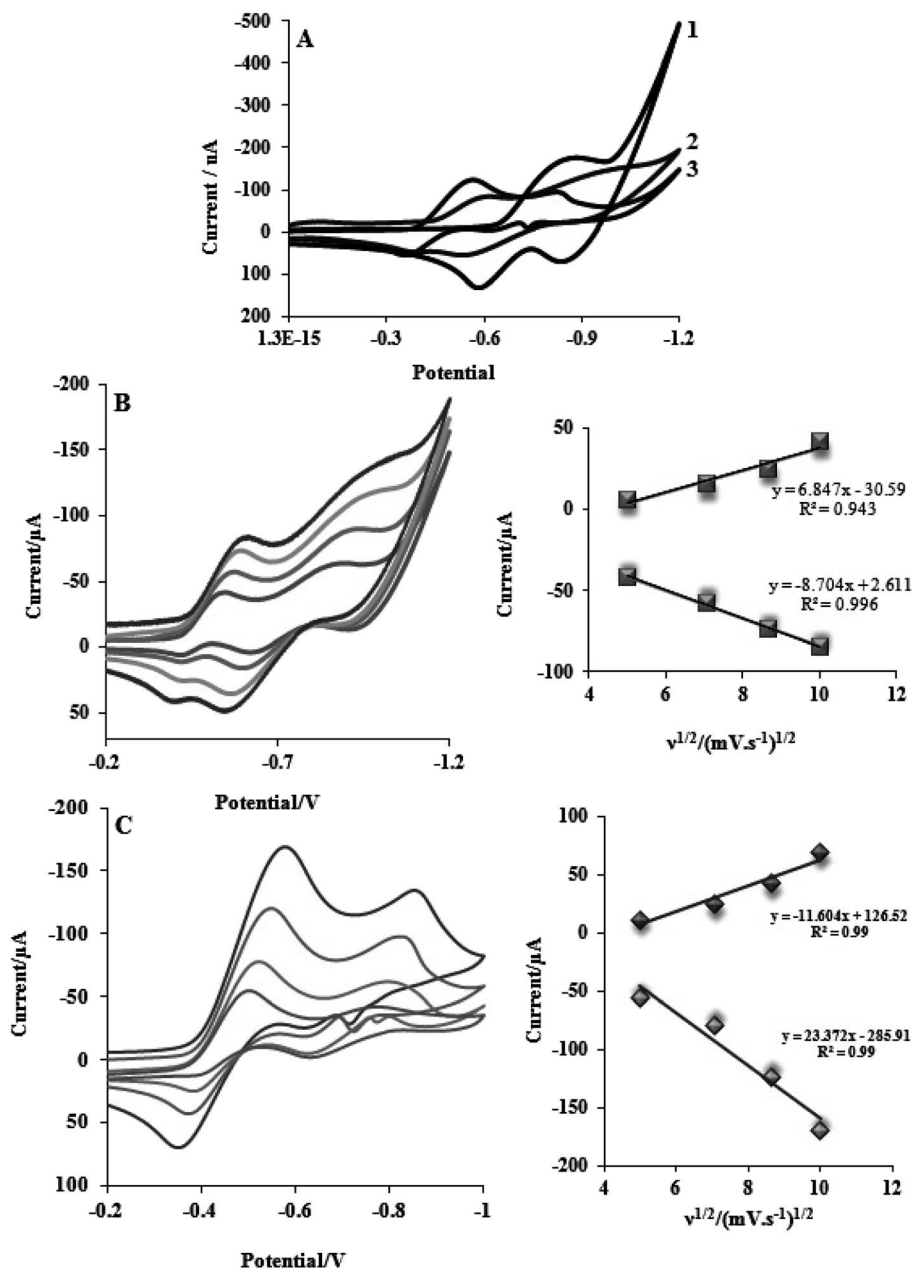 A
-500
-400
-300
-200
-100
0
100
200
Current / uA
1
2
3
1.3E-15 -0.3 -0.6 -0.9 -1.2
Potential
B
-200
-150
-100
-50
0
50
Current/µA
-0.2 -0.7 -1.2
Potential/V
50
0
-50
-100
Current/µA
y = 6.847x - 30.59
R² = 0.943
y = -8.704x + 2.611
R² = 0.996
4 6 8 10 12
ν1/2/(mV.s-1)1/2
C
-200
-150
-100
-50
0
50
100
Current/µA
-0.2 -0.4 -0.6 -0.8 -1
Potential/V
100
50
0
-50
-100
-150
-200
Current/µA
y = -11.604x + 126.52
R² = 0.99
y = 23.372x - 285.91
R² = 0.99
4 6 8 10 12
ν1/2/(mV.s-1)1/2